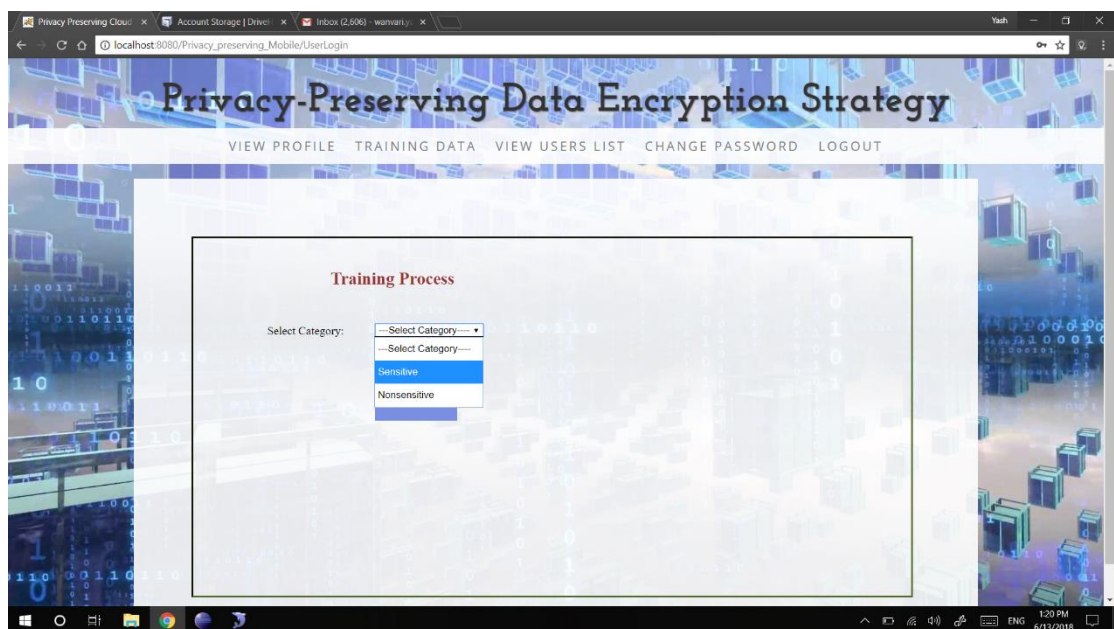 Privacy Preserving Cloud
Account Storage | DriveH
Inbox (2,606) - wanvari.y
Yash
localhost:8080/Privacy_preserving_Mobile/UserLogin
Privacy-Preserving Data Encryption Strategy
VIEW PROFILE TRAINING DATA VIEW USERS LIST CHANGE PASSWORD LOGOUT
Training Process
Select Category: ---Select Category----
---Select Category----
Sensitive
Nonsensitive
ENG
1:20 PM
6/13/2018